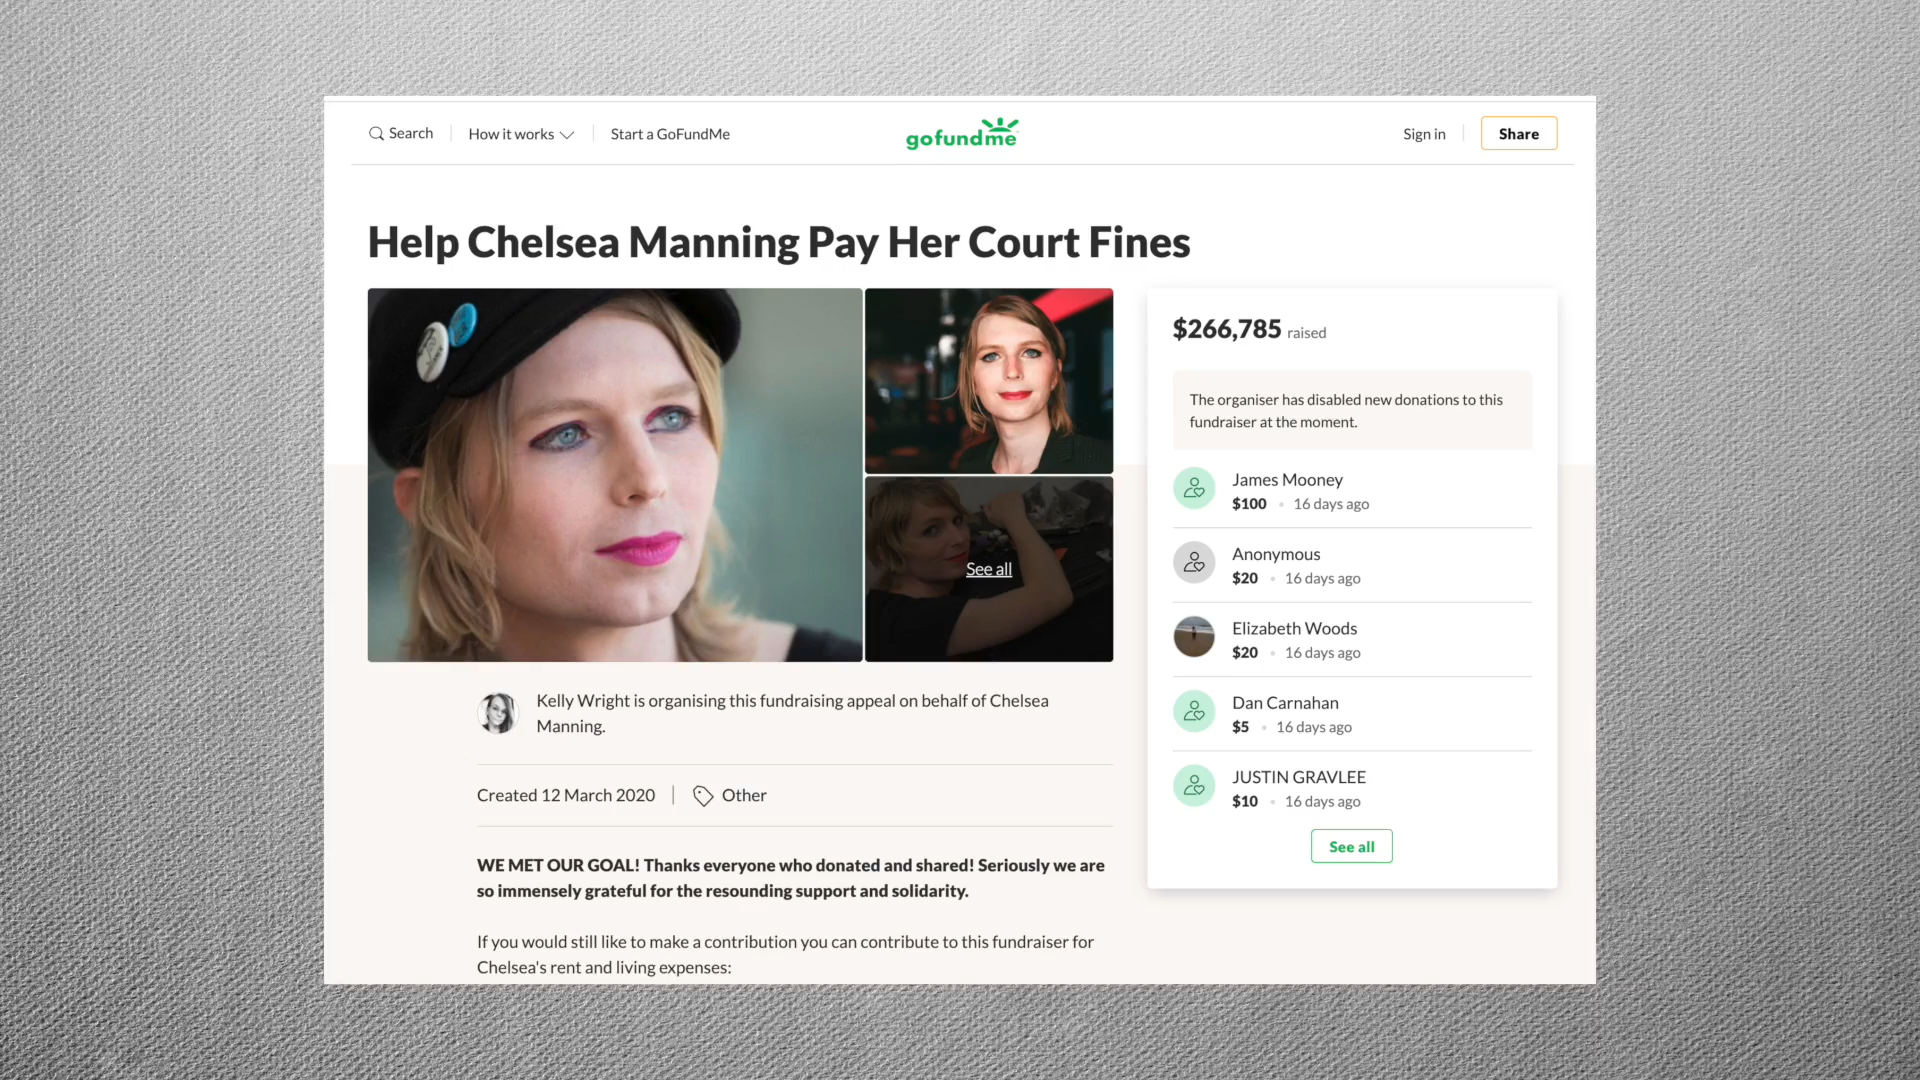 Search
How it works
Start a GoFundMe
gofundme
Sign in
Share
Help Chelsea Manning Pay Her Court Fines
See all
Kelly Wright is organising this fundraising appeal on behalf of Chelsea
Manning.
Created 12 March 2020
Other
WE MET OUR GOAL! Thanks everyone who donated and shared! Seriously we are
so immensely grateful for the resounding support and solidarity.
If you would still like to make a contribution you can contribute to this fundraiser for
Chelsea's rent and living expenses:
$266,785 raised
The organiser has disabled new donations to this
fundraiser at the moment.
James Mooney
$100 • 16 days ago
Anonymous
$20 • 16 days ago
Elizabeth Woods
$20 • 16 days ago
Dan Carnahan
$5 • 16 days ago
JUSTIN GRAVLEE
$10 • 16 days ago
See all